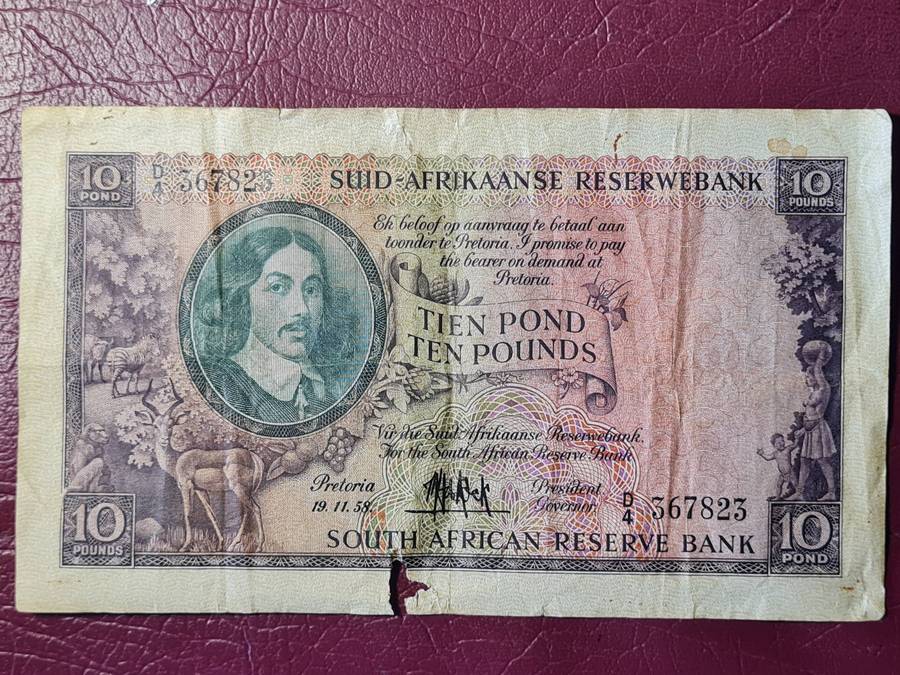 10 POND
D/4 367823
SUID-AFRIKAANSE RESERWEBANK
10 POUNDS
Ek beloof op aanvraag te betaal aan
toonder te Pretoria. I promise to pay
the bearer on demand at
Pretoria.
TIEN POND
TEN POUNDS
Vir die Suid-Afrikaanse Reserwebank.
For the South African Reserve Bank
Pretoria
19.11.58.
President
Governor
D/4 367823
10 POUNDS
SOUTH AFRICAN RESERVE BANK
10 POND